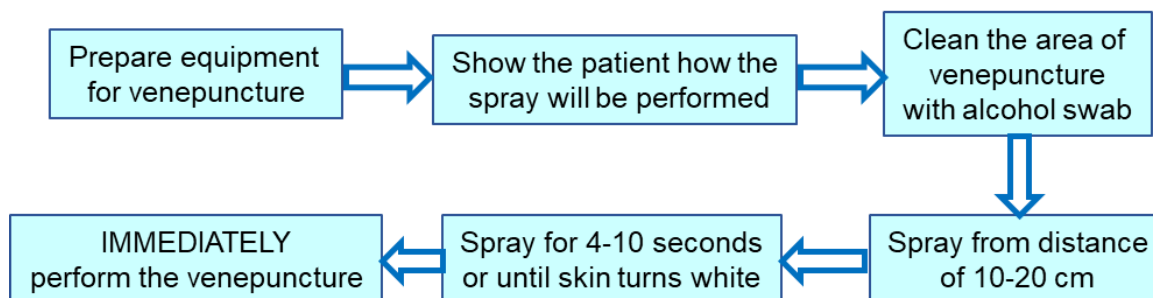 Prepare equipment
for venepuncture
Show the patient how the
spray will be performed
Clean the area of
venepuncture
with alcohol swab
Spray from distance
of 10-20 cm
Spray for 4-10 seconds
or until skin turns white
IMMEDIATELY
perform the venepuncture